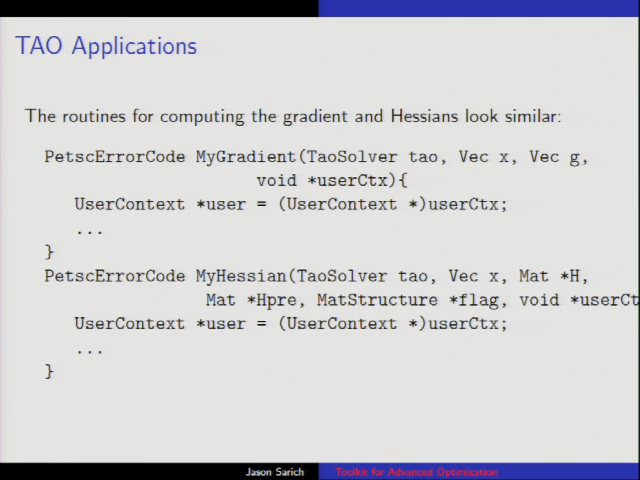 TAO Applications
The routines for computing the gradient and Hessians look similar:
PetscErrorCode MyGradient(TaoSolver tao, Vec x, Vec g,
void *userCtx){
UserContext *user = (UserContext *)userCtx;
...
}
PetscErrorCode MyHessian(TaoSolver tao, Vec x, Mat *H,
Mat *Hpre, MatStructure *flag, void *userCt
UserContext *user = (UserContext *)userCtx;
...
}
Jason Sarich Toolkit for Advanced Optimization